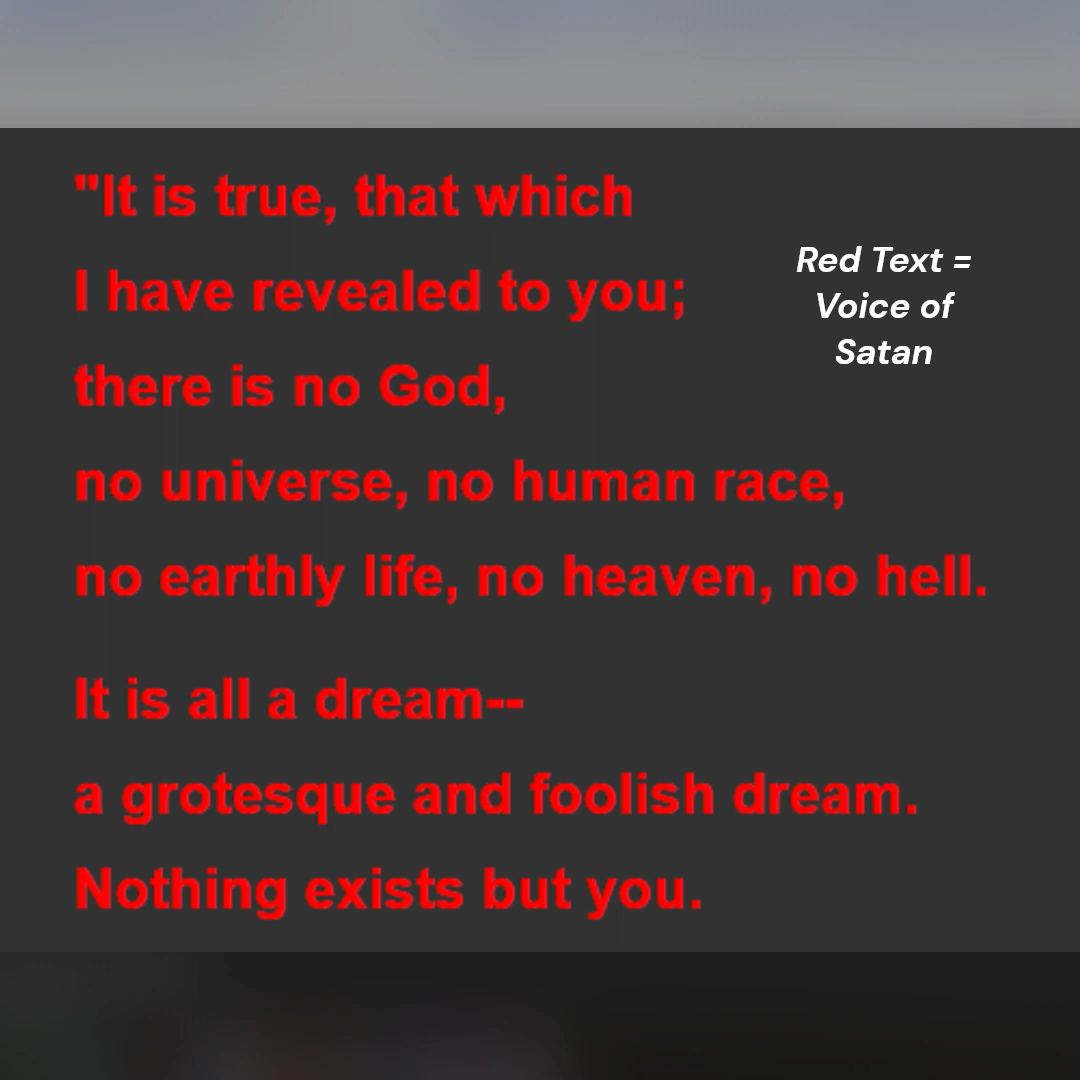 "It is true, that which
I have revealed to you;
there is no God,
no universe, no human race,
no earthly life, no heaven, no hell.
It is all a dream--
a grotesque and foolish dream.
Nothing exists but you.
Red Text =
Voice of
Satan